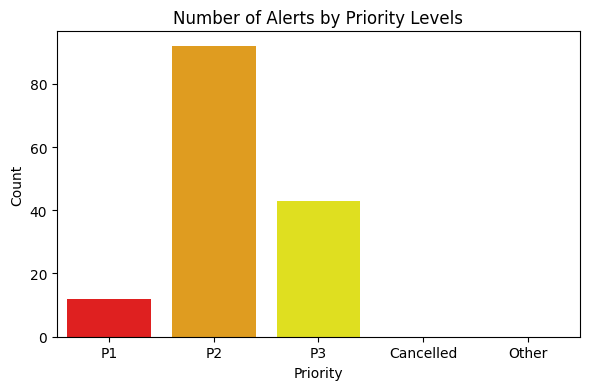 Number of Alerts by Priority Levels
80
60
40
20
0
Count
P1 P2 P3 Cancelled Other
Priority